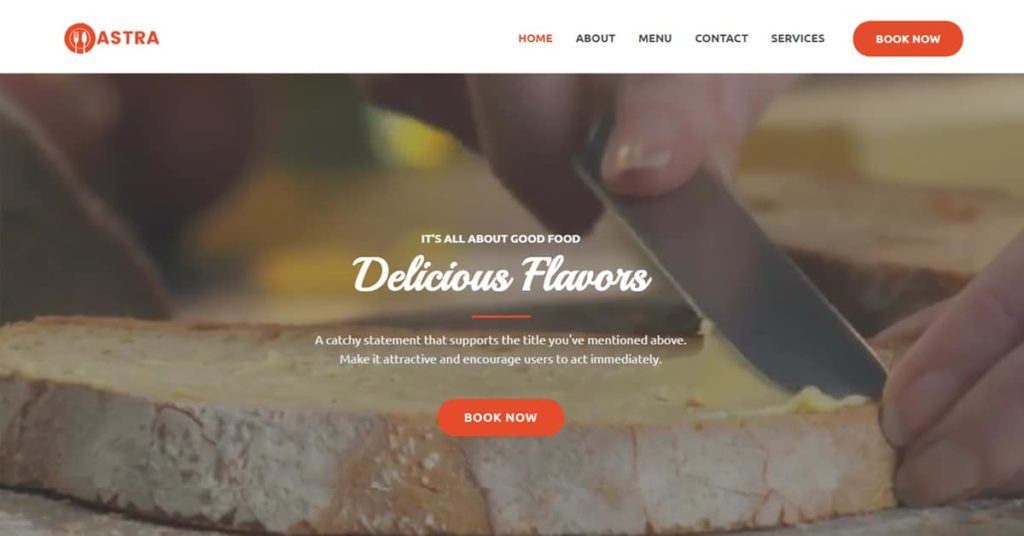 ASTRA
HOME ABOUT MENU CONTACT SERVICES BOOK NOW
IT'S ALL ABOUT GOOD FOOD
Delicious Flavors
A catchy statement that supports the title you've mentioned above.
Make it attractive and encourage users to act immediately.
BOOK NOW